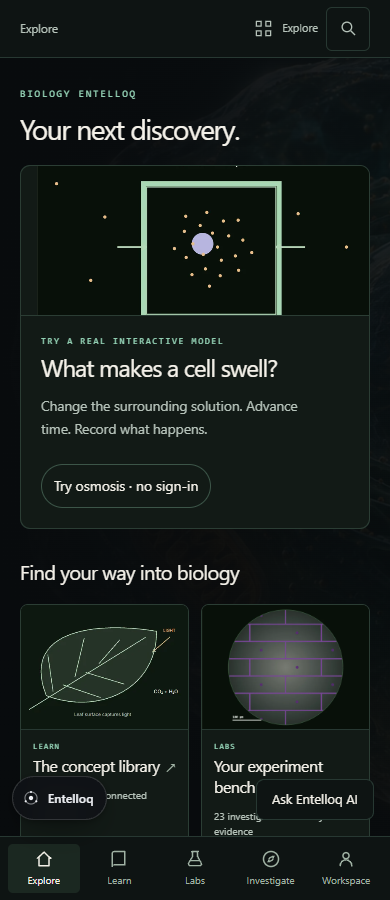 Explore
Explore
BIOLOGY ENTELLOQ
Your next discovery.
TRY A REAL INTERACTIVE MODEL
What makes a cell swell?
Change the surrounding solution. Advance
time. Record what happens.
Try osmosis · no sign-in
Find your way into biology
LIGHT
CO₂ + H₂O
Leaf surface captures light
LEARN
The concept library ↗
onnected
LABS
Your experiment
bench
23 investig
evidence
Entelloq
Ask Entelloq AI
Explore
Learn
Labs
Investigate
Workspace